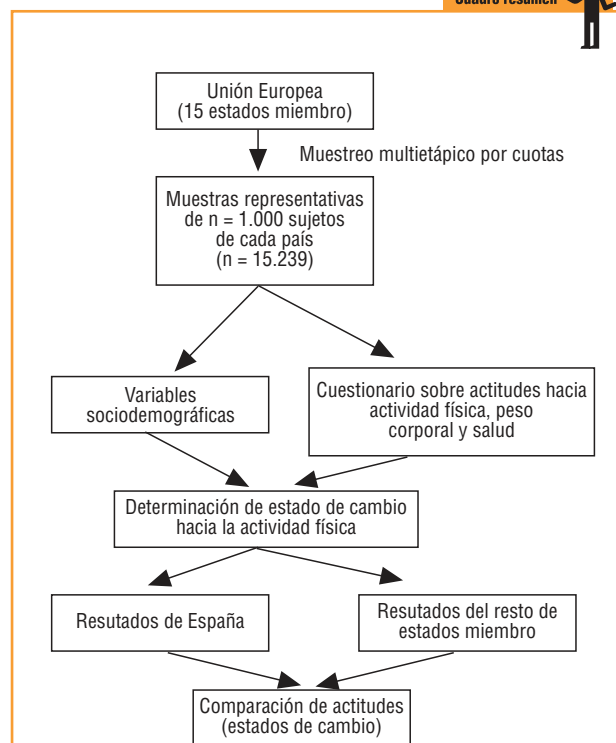 Cuadro resumen
Unión Europea
(15 estados miembro)
Muestreo multietápico por cuotas
Muestras representativas
de n = 1.000 sujetos
de cada país
(n = 15.239)
Variables
sociodemográficas
Cuestionario sobre actitudes hacia
actividad física, peso
corporal y salud
Determinación de estado de cambio
hacia la actividad física
Resutados de España
Resutados del resto de
estados miembro
Comparación de actitudes
(estados de cambio)